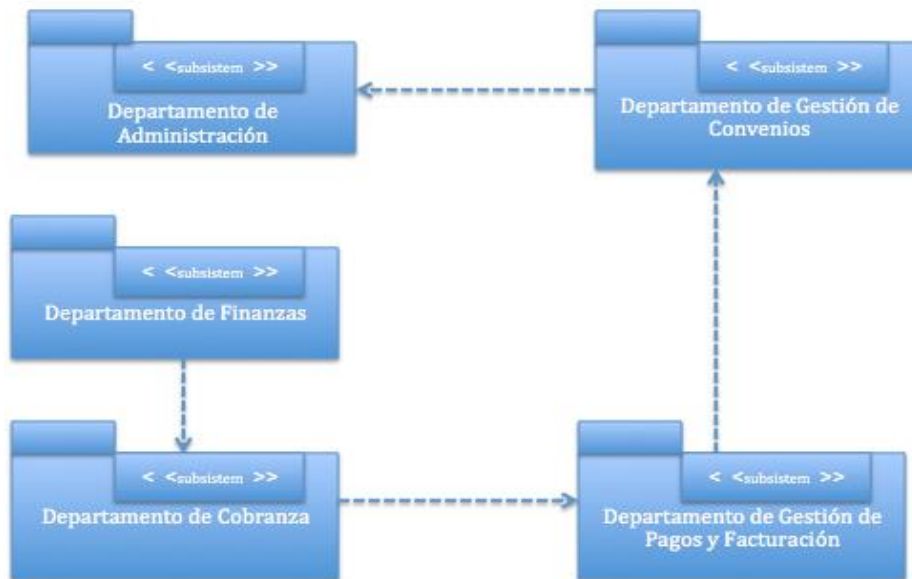 < <subsistem >>
Departamento de
Administración
< <subsistem >>
Departamento de Gestión de
Convenios
< <subsistem >>
Departamento de Finanzas
< <subsistem >>
Departamento de Cobranza
< <subsistem >>
Departamento de Gestión de
Pagos y Facturación